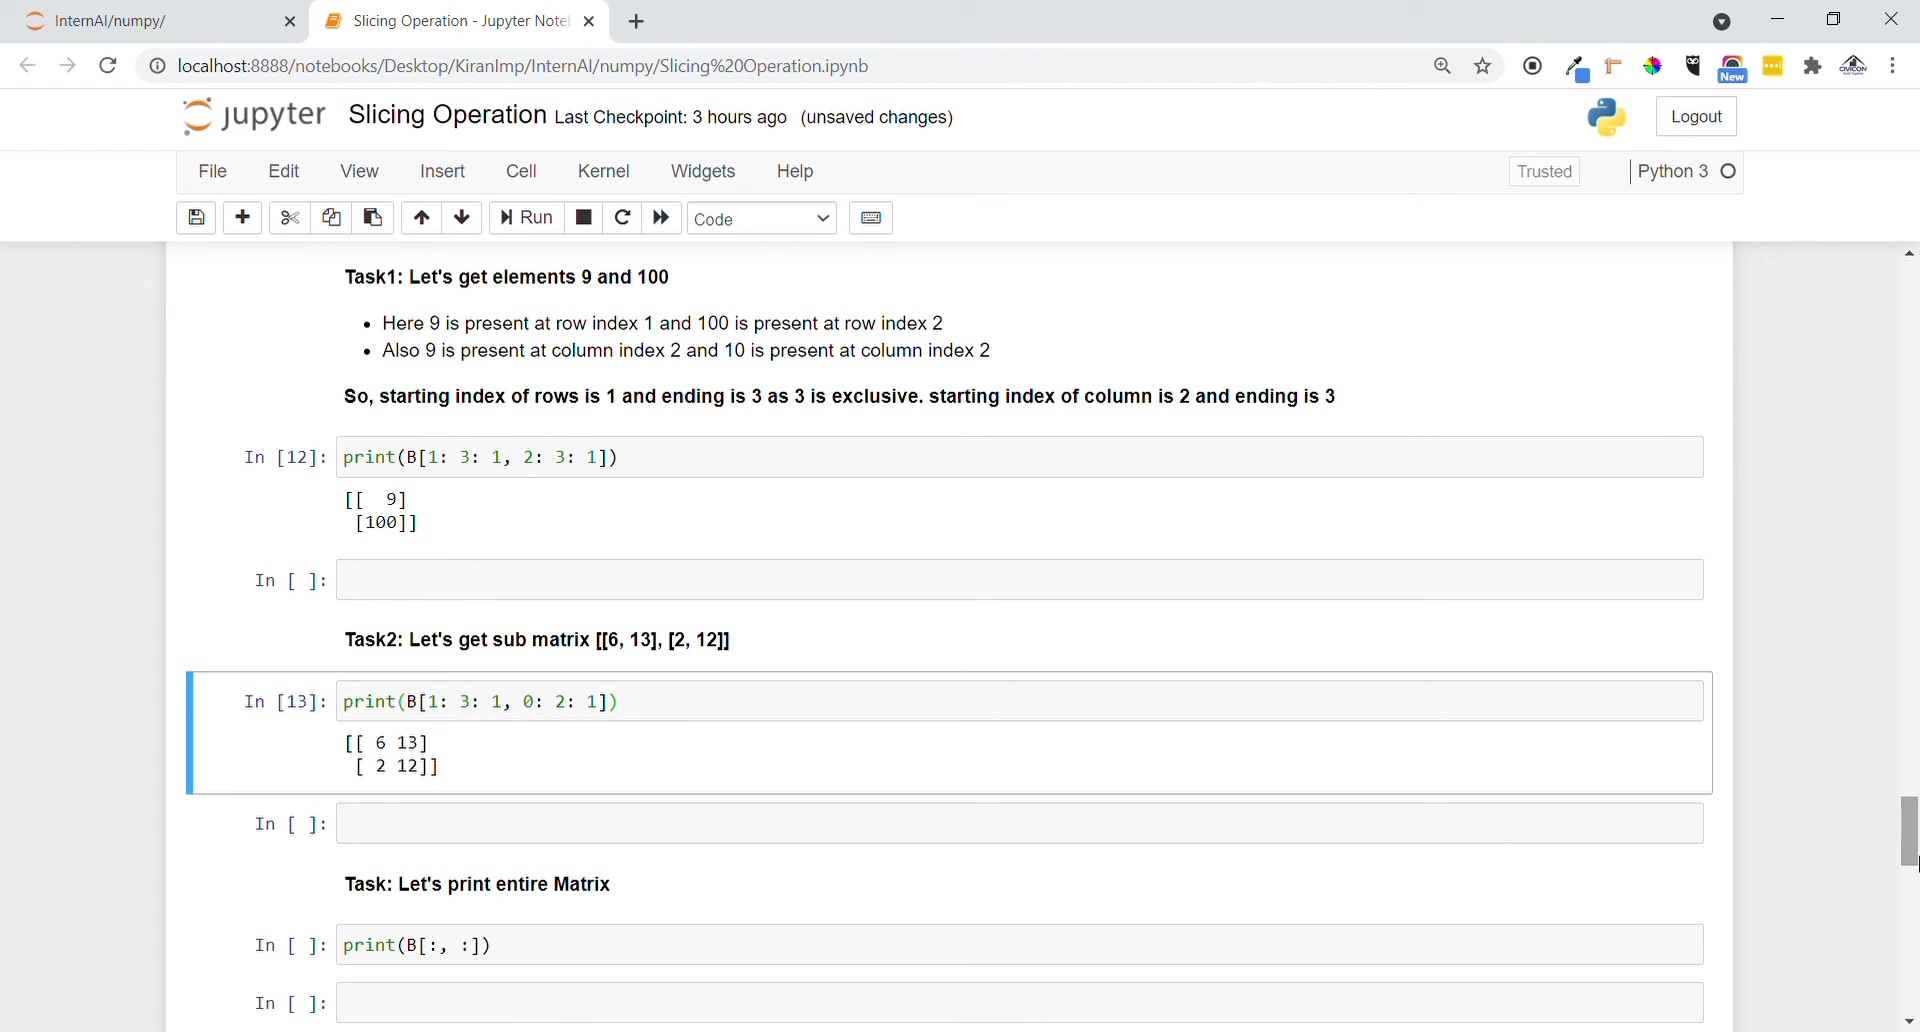 InternAI/numpy/
Slicing Operation - Jupyter Note
localhost:8888/notebooks/Desktop/KiranImp/InternAI/numpy/Slicing%20Operation.ipynb
New
CIVICON
jupyter Slicing Operation Last Checkpoint: 3 hours ago (unsaved changes)
Logout
File Edit View Insert Cell Kernel Widgets Help
Trusted Python 3
Run Code
Task1: Let's get elements 9 and 100
• Here 9 is present at row index 1 and 100 is present at row index 2
• Also 9 is present at column index 2 and 10 is present at column index 2
So, starting index of rows is 1 and ending is 3 as 3 is exclusive. starting index of column is 2 and ending is 3
In [12]: print(B[1: 3: 1, 2: 3: 1])
[[  9]
 [100]]
In [ ]:
Task2: Let's get sub matrix [[6, 13], [2, 12]]
In [13]: print(B[1: 3: 1, 0: 2: 1])
[[ 6 13]
 [ 2 12]]
In [ ]:
Task: Let's print entire Matrix
In [ ]: print(B[:, :])
In [ ]: